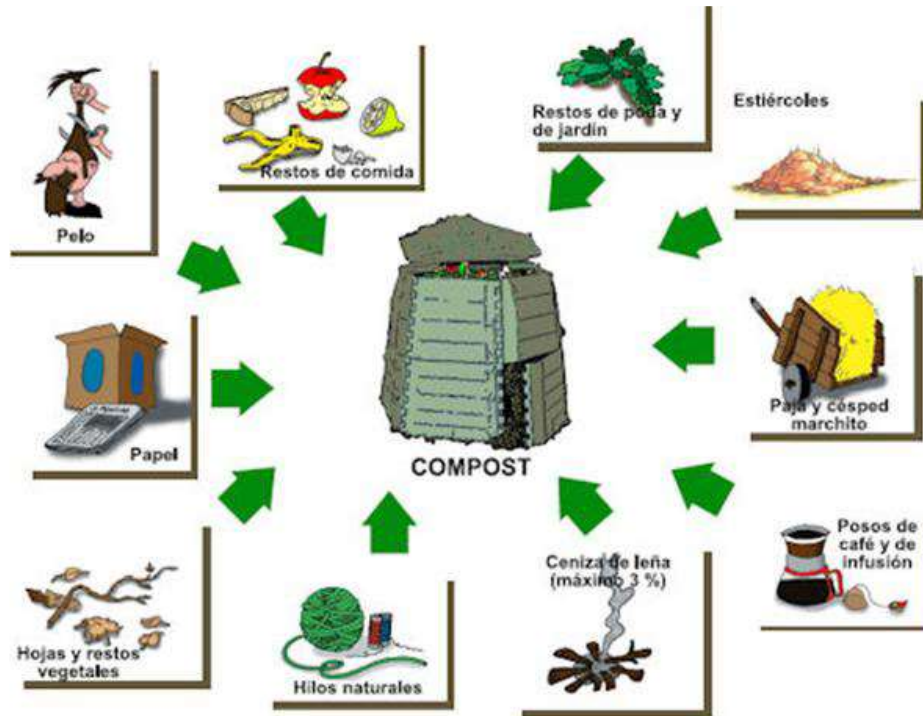 Pelo
Restos de comida
Restos de poda y
de jardín
Estiércoles
Papel
COMPOST
Paja y césped
marchito
Hojas y restos
vegetales
Hilos naturales
Ceniza de leña
(máximo 3 %)
Posos de
café y de
infusión